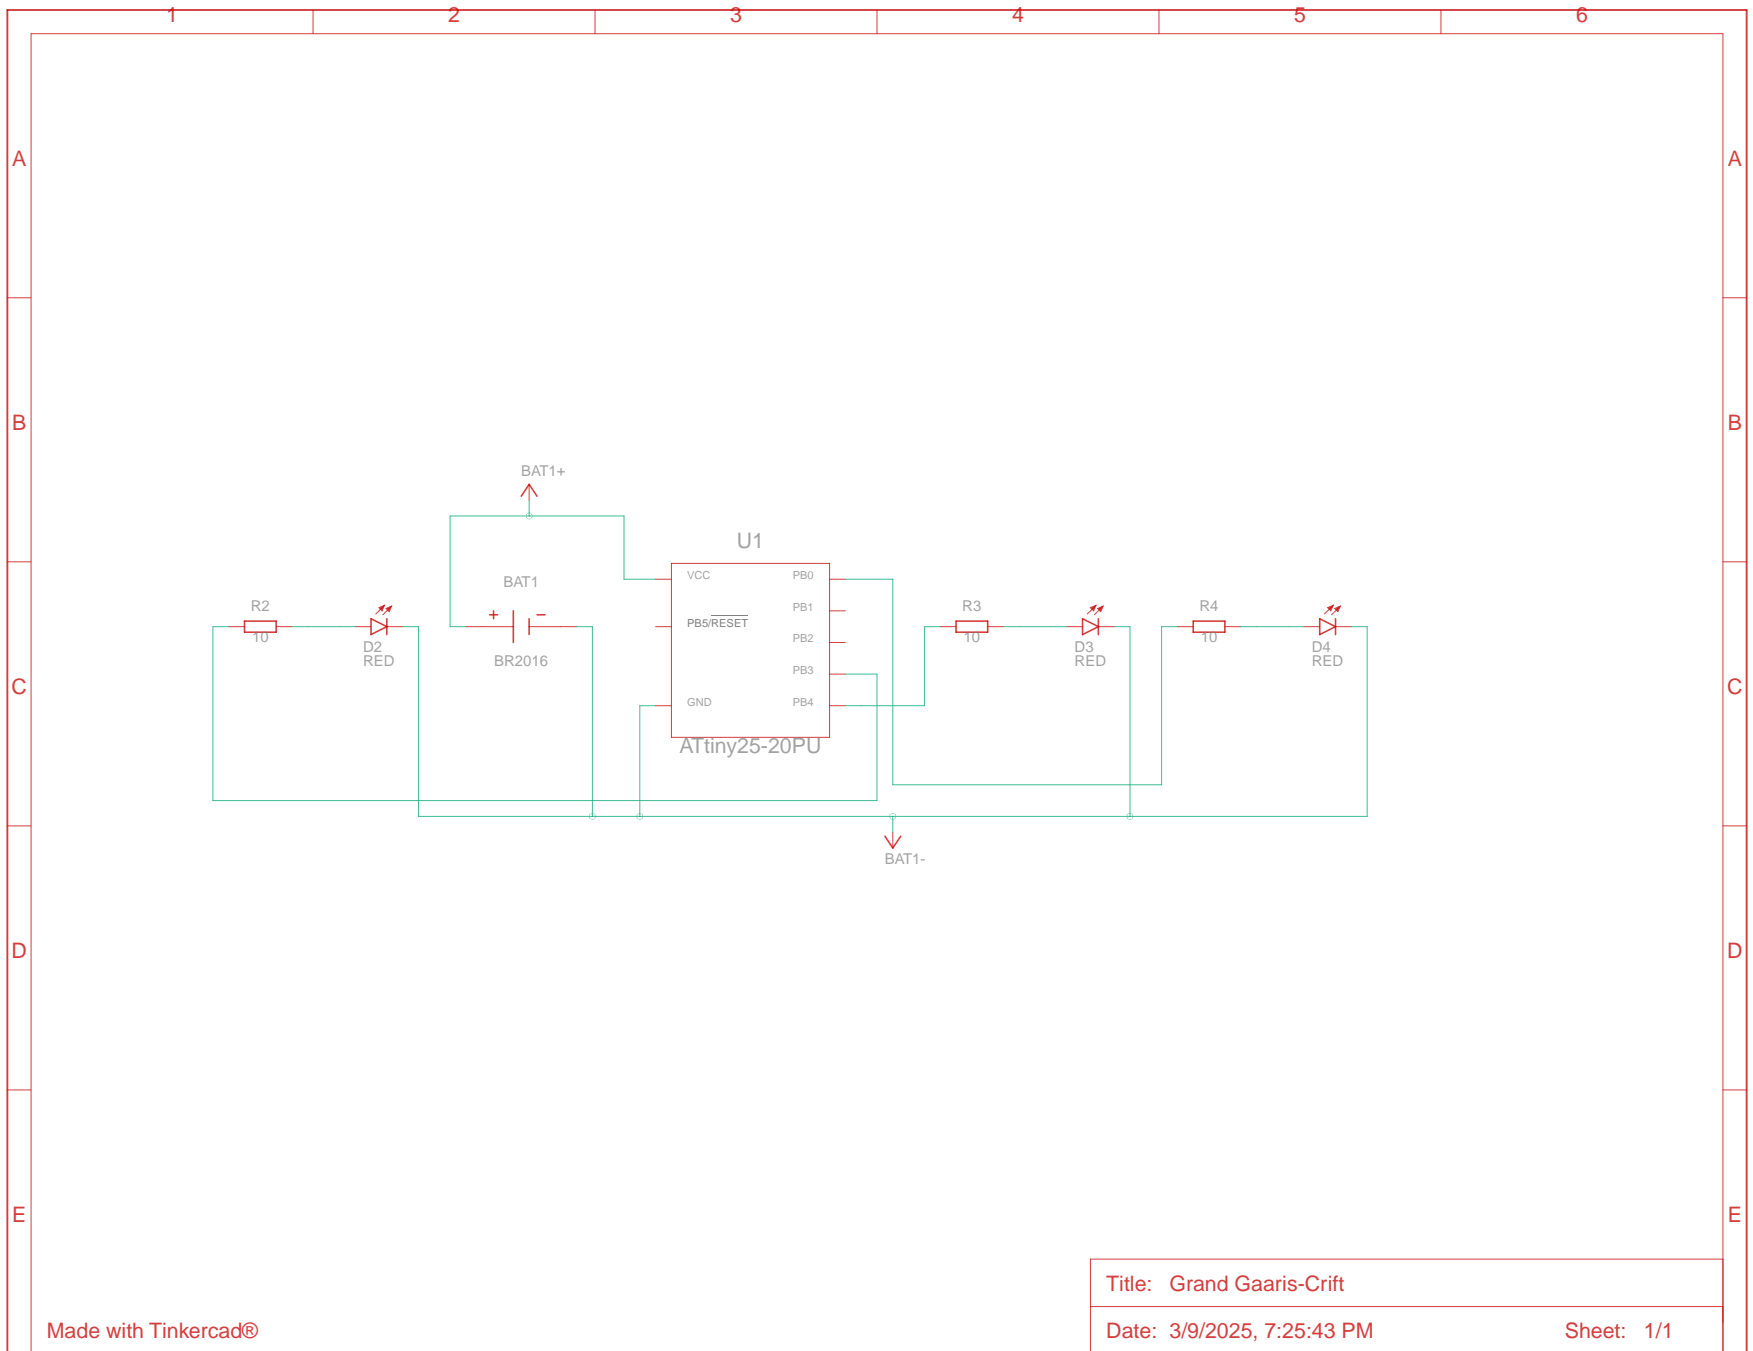 1 2 3 4 5 6
A A
B B
BAT1+
U1
VCC PB0
BAT1
R2 PB1 R3 R4
PB5/RESET
10 PB2 10 10
D2 D3 D4
RED BR2016 RED RED
PB3
C C
GND PB4
ATtiny25-20PU
BAT1-
D D
E E
Title: Grand Gaaris-Crift
Made with Tinkercad® Date: 3/9/2025, 7:25:43 PM Sheet: 1/1